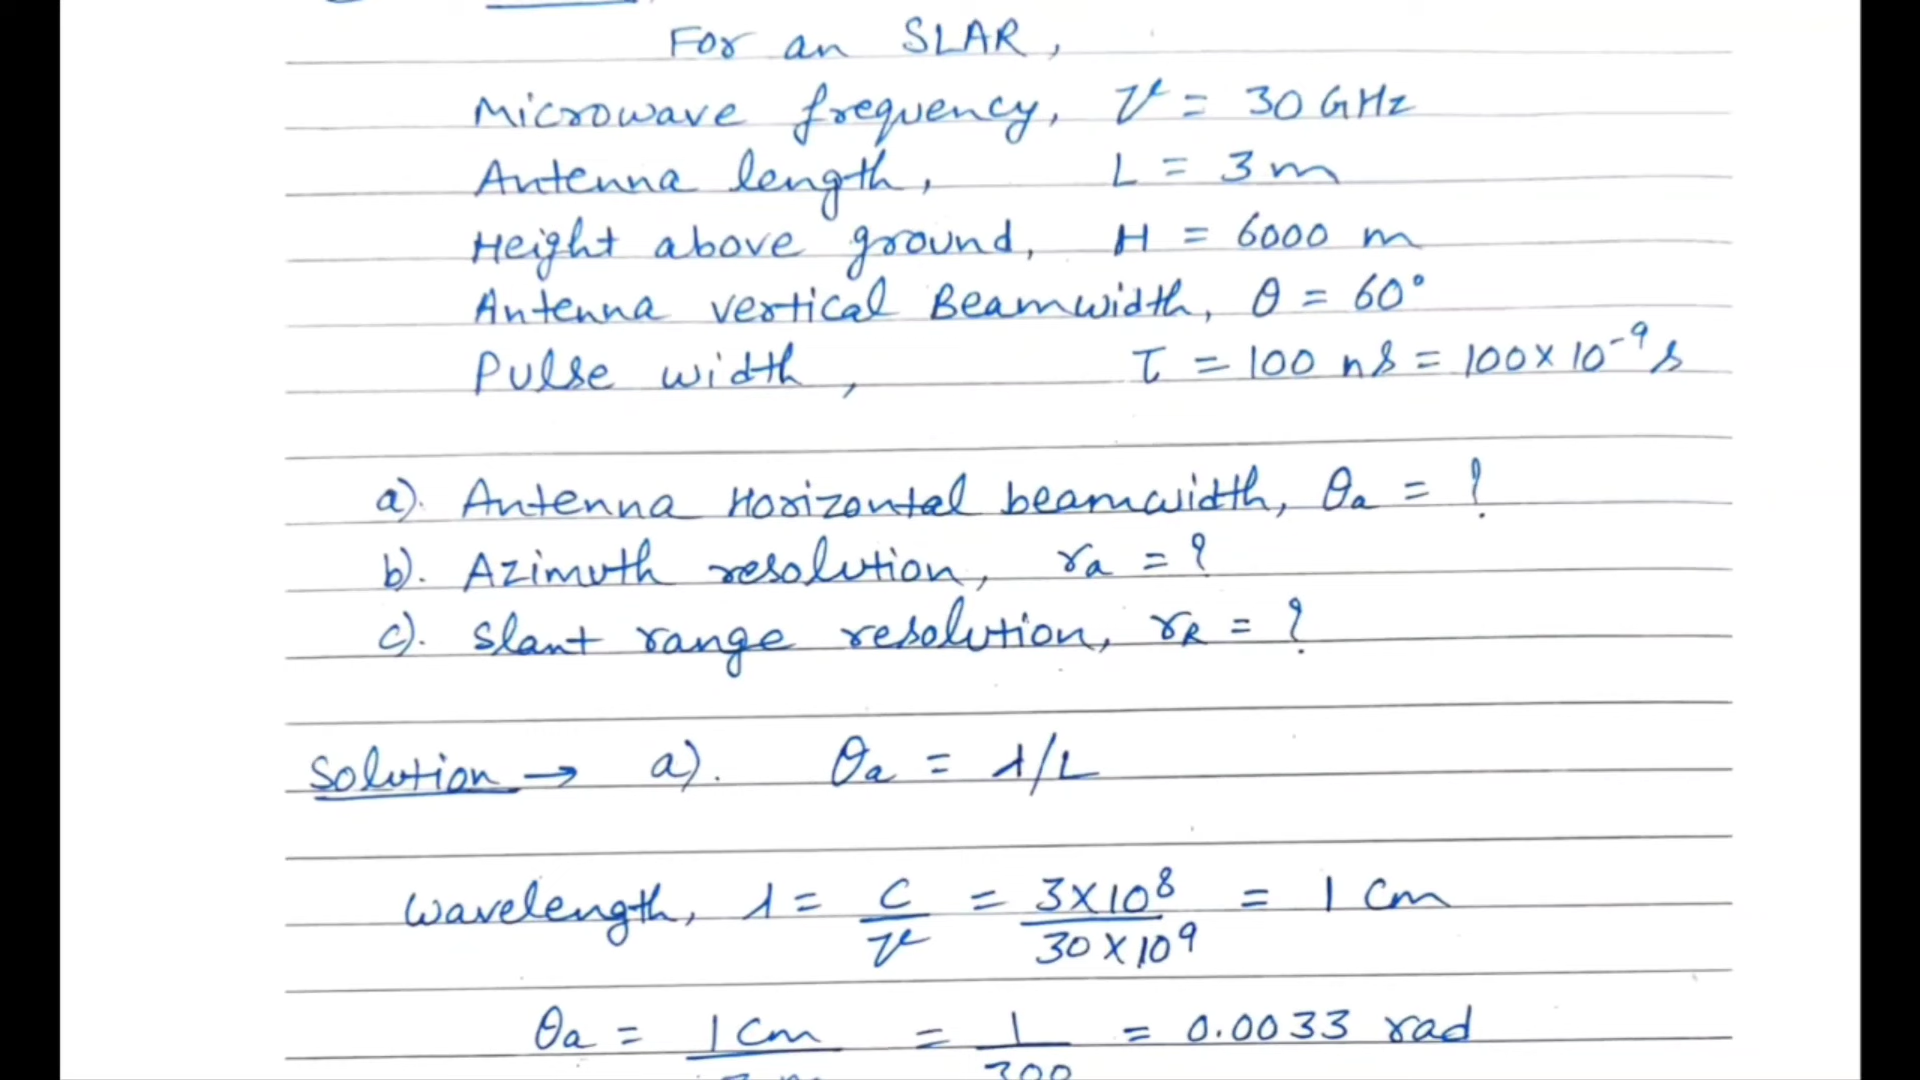 For an SLAR,
Microwave frequency, ν = 30 GHz
Antenna length, L = 3 m
Height above ground, H = 6000 m
Antenna vertical Beamwidth, θ = 60°
Pulse width, τ = 100 ns = 100 × 10⁻⁹ s
a). Antenna Horizontal beamwidth, θa = ?
b). Azimuth resolution, ra = ?
c). Slant range resolution, rR = ?
Solution → a). θa = λ/L
wavelength, λ = C/ν = 3×10⁸/30×10⁹ = 1 cm
θa = 1 cm/3 m = 1/300 = 0.0033 rad